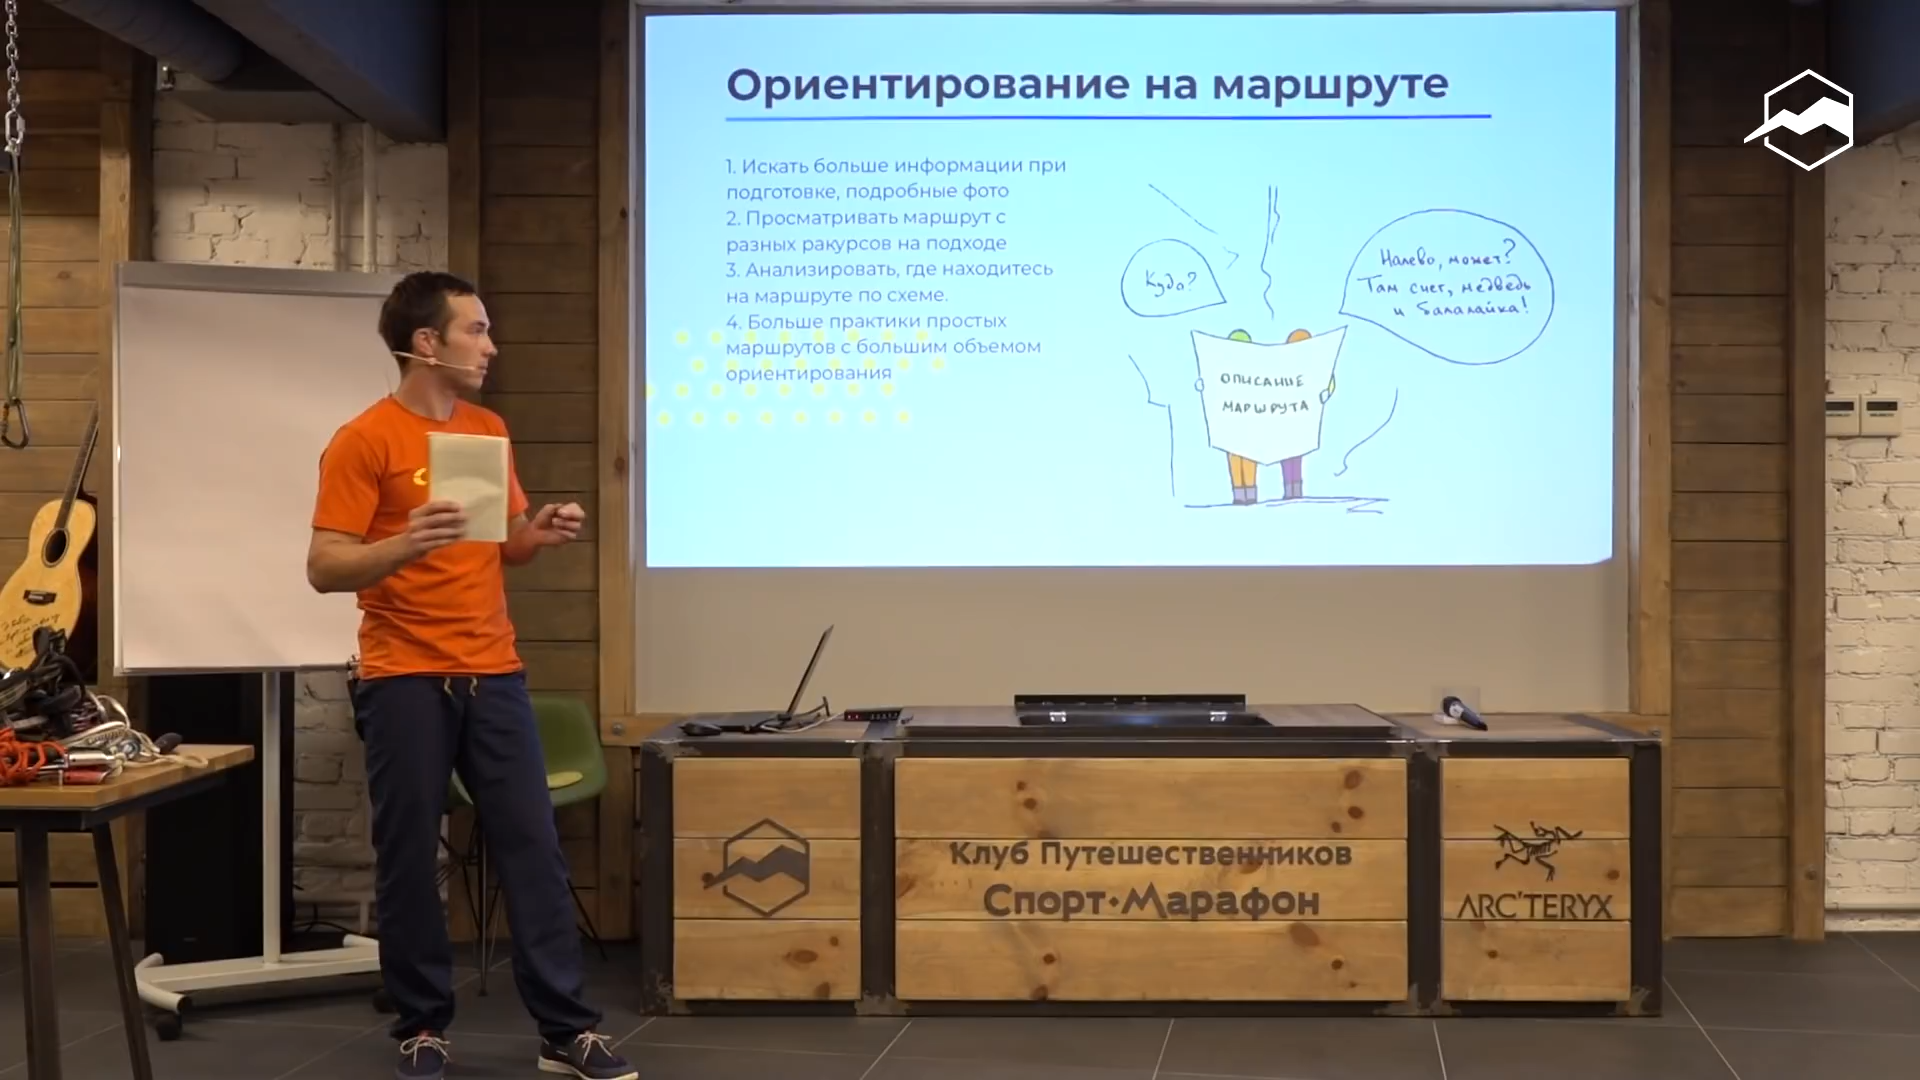 Ориентирование на маршруте
1. Искать больше информации при
подготовке, подробные фото
2. Просматривать маршрут с
разных ракурсов на подходе
3. Анализировать, где находитесь
на маршруте по схеме.
4. Больше практики простых
маршрутов с большим объемом
ориентирования
Куда?
Налево, может?
Там снег, медведь
и балалайка!
ОПИСАНИЕ
МАРШРУТА
Клуб Путешественников
Спорт·Марафон
ARC'TERYX